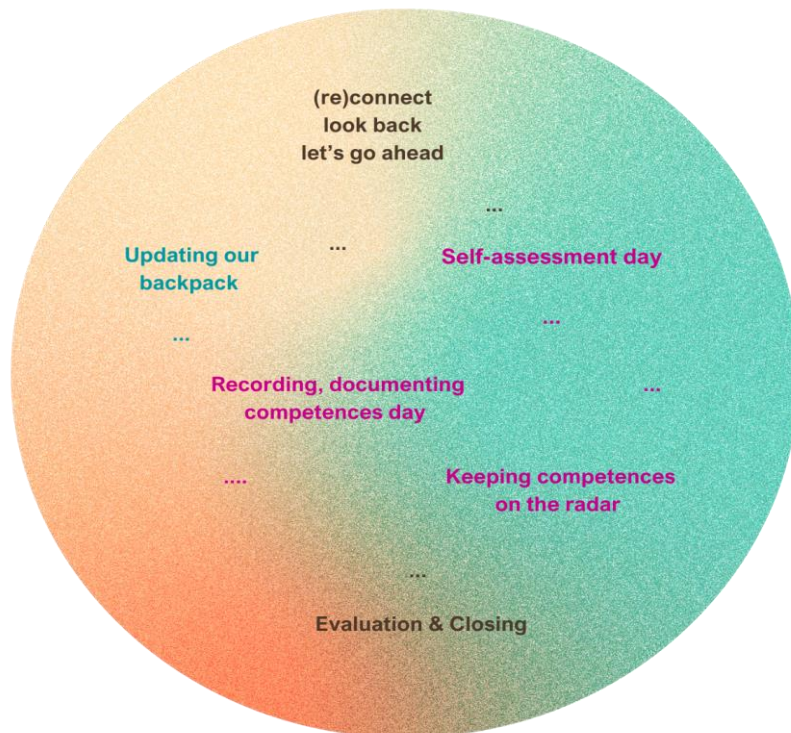 (re)connect
look back
let's go ahead
...
...
Updating our
backpack
Self-assessment day
...
...
Recording, documenting
competences day
...
....
Keeping competences
on the radar
...
Evaluation & Closing